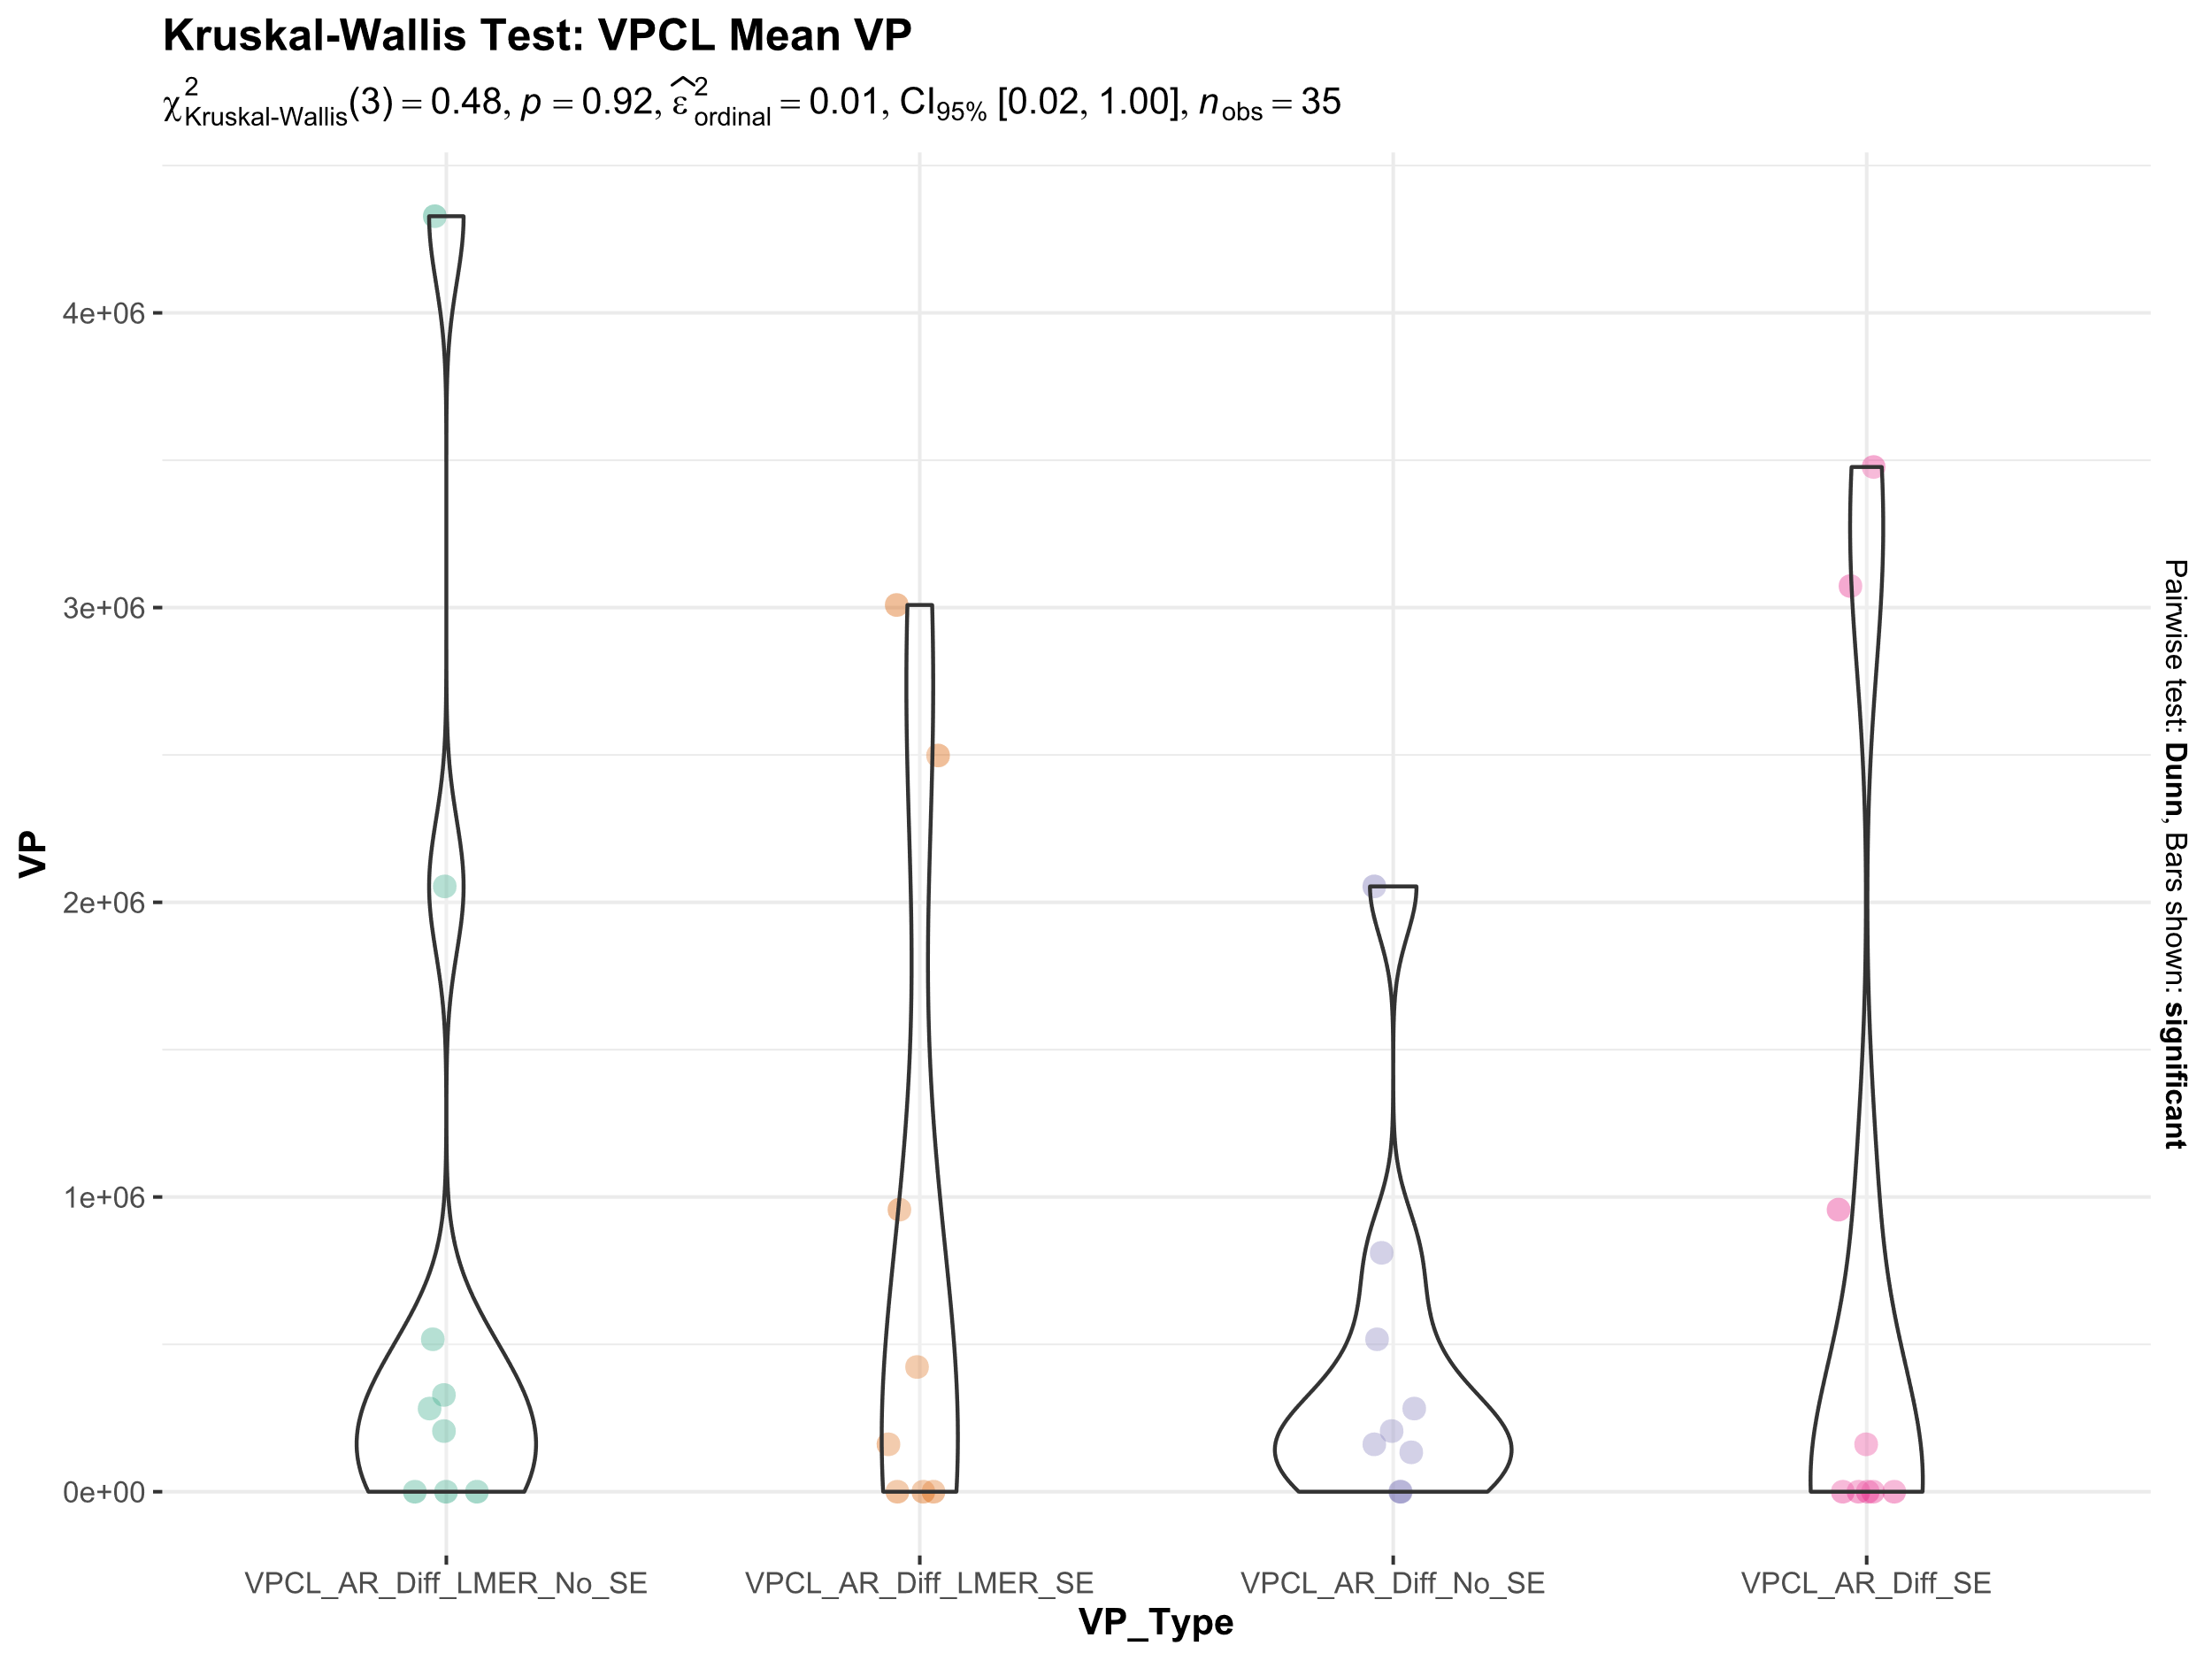 Kruskal-Wallis Test: VPCL Mean VP
χ²Kruskal-Wallis(3) = 0.48, p = 0.92, ε̂²ordinal = 0.01, CI95% [0.02, 1.00], nobs = 35
VP
4e+06
3e+06
2e+06
1e+06
0e+00
VPCL_AR_Diff_LMER_No_SE
VPCL_AR_Diff_LMER_SE
VPCL_AR_Diff_No_SE
VPCL_AR_Diff_SE
VP_Type
Pairwise test: Dunn, Bars shown: significant